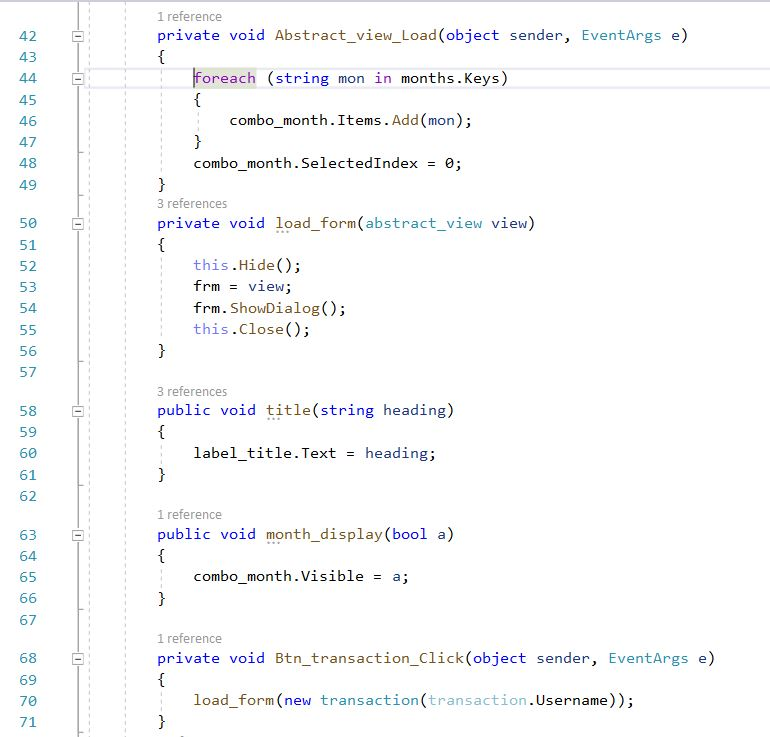 1 reference
42 private void Abstract_view_Load(object sender, EventArgs e)
43 {
44 foreach (string mon in months.Keys)
45 {
46 combo_month.Items.Add(mon);
47 }
48 combo_month.SelectedIndex = 0;
49 }
3 references
50 private void load_form(abstract_view view)
51 {
52 this.Hide();
53 frm = view;
54 frm.ShowDialog();
55 this.Close();
56 }
57
3 references
58 public void title(string heading)
59 {
60 label_title.Text = heading;
61 }
62
1 reference
63 public void month_display(bool a)
64 {
65 combo_month.Visible = a;
66 }
67
1 reference
68 private void Btn_transaction_Click(object sender, EventArgs e)
69 {
70 load_form(new transaction(transaction.Username));
71 }